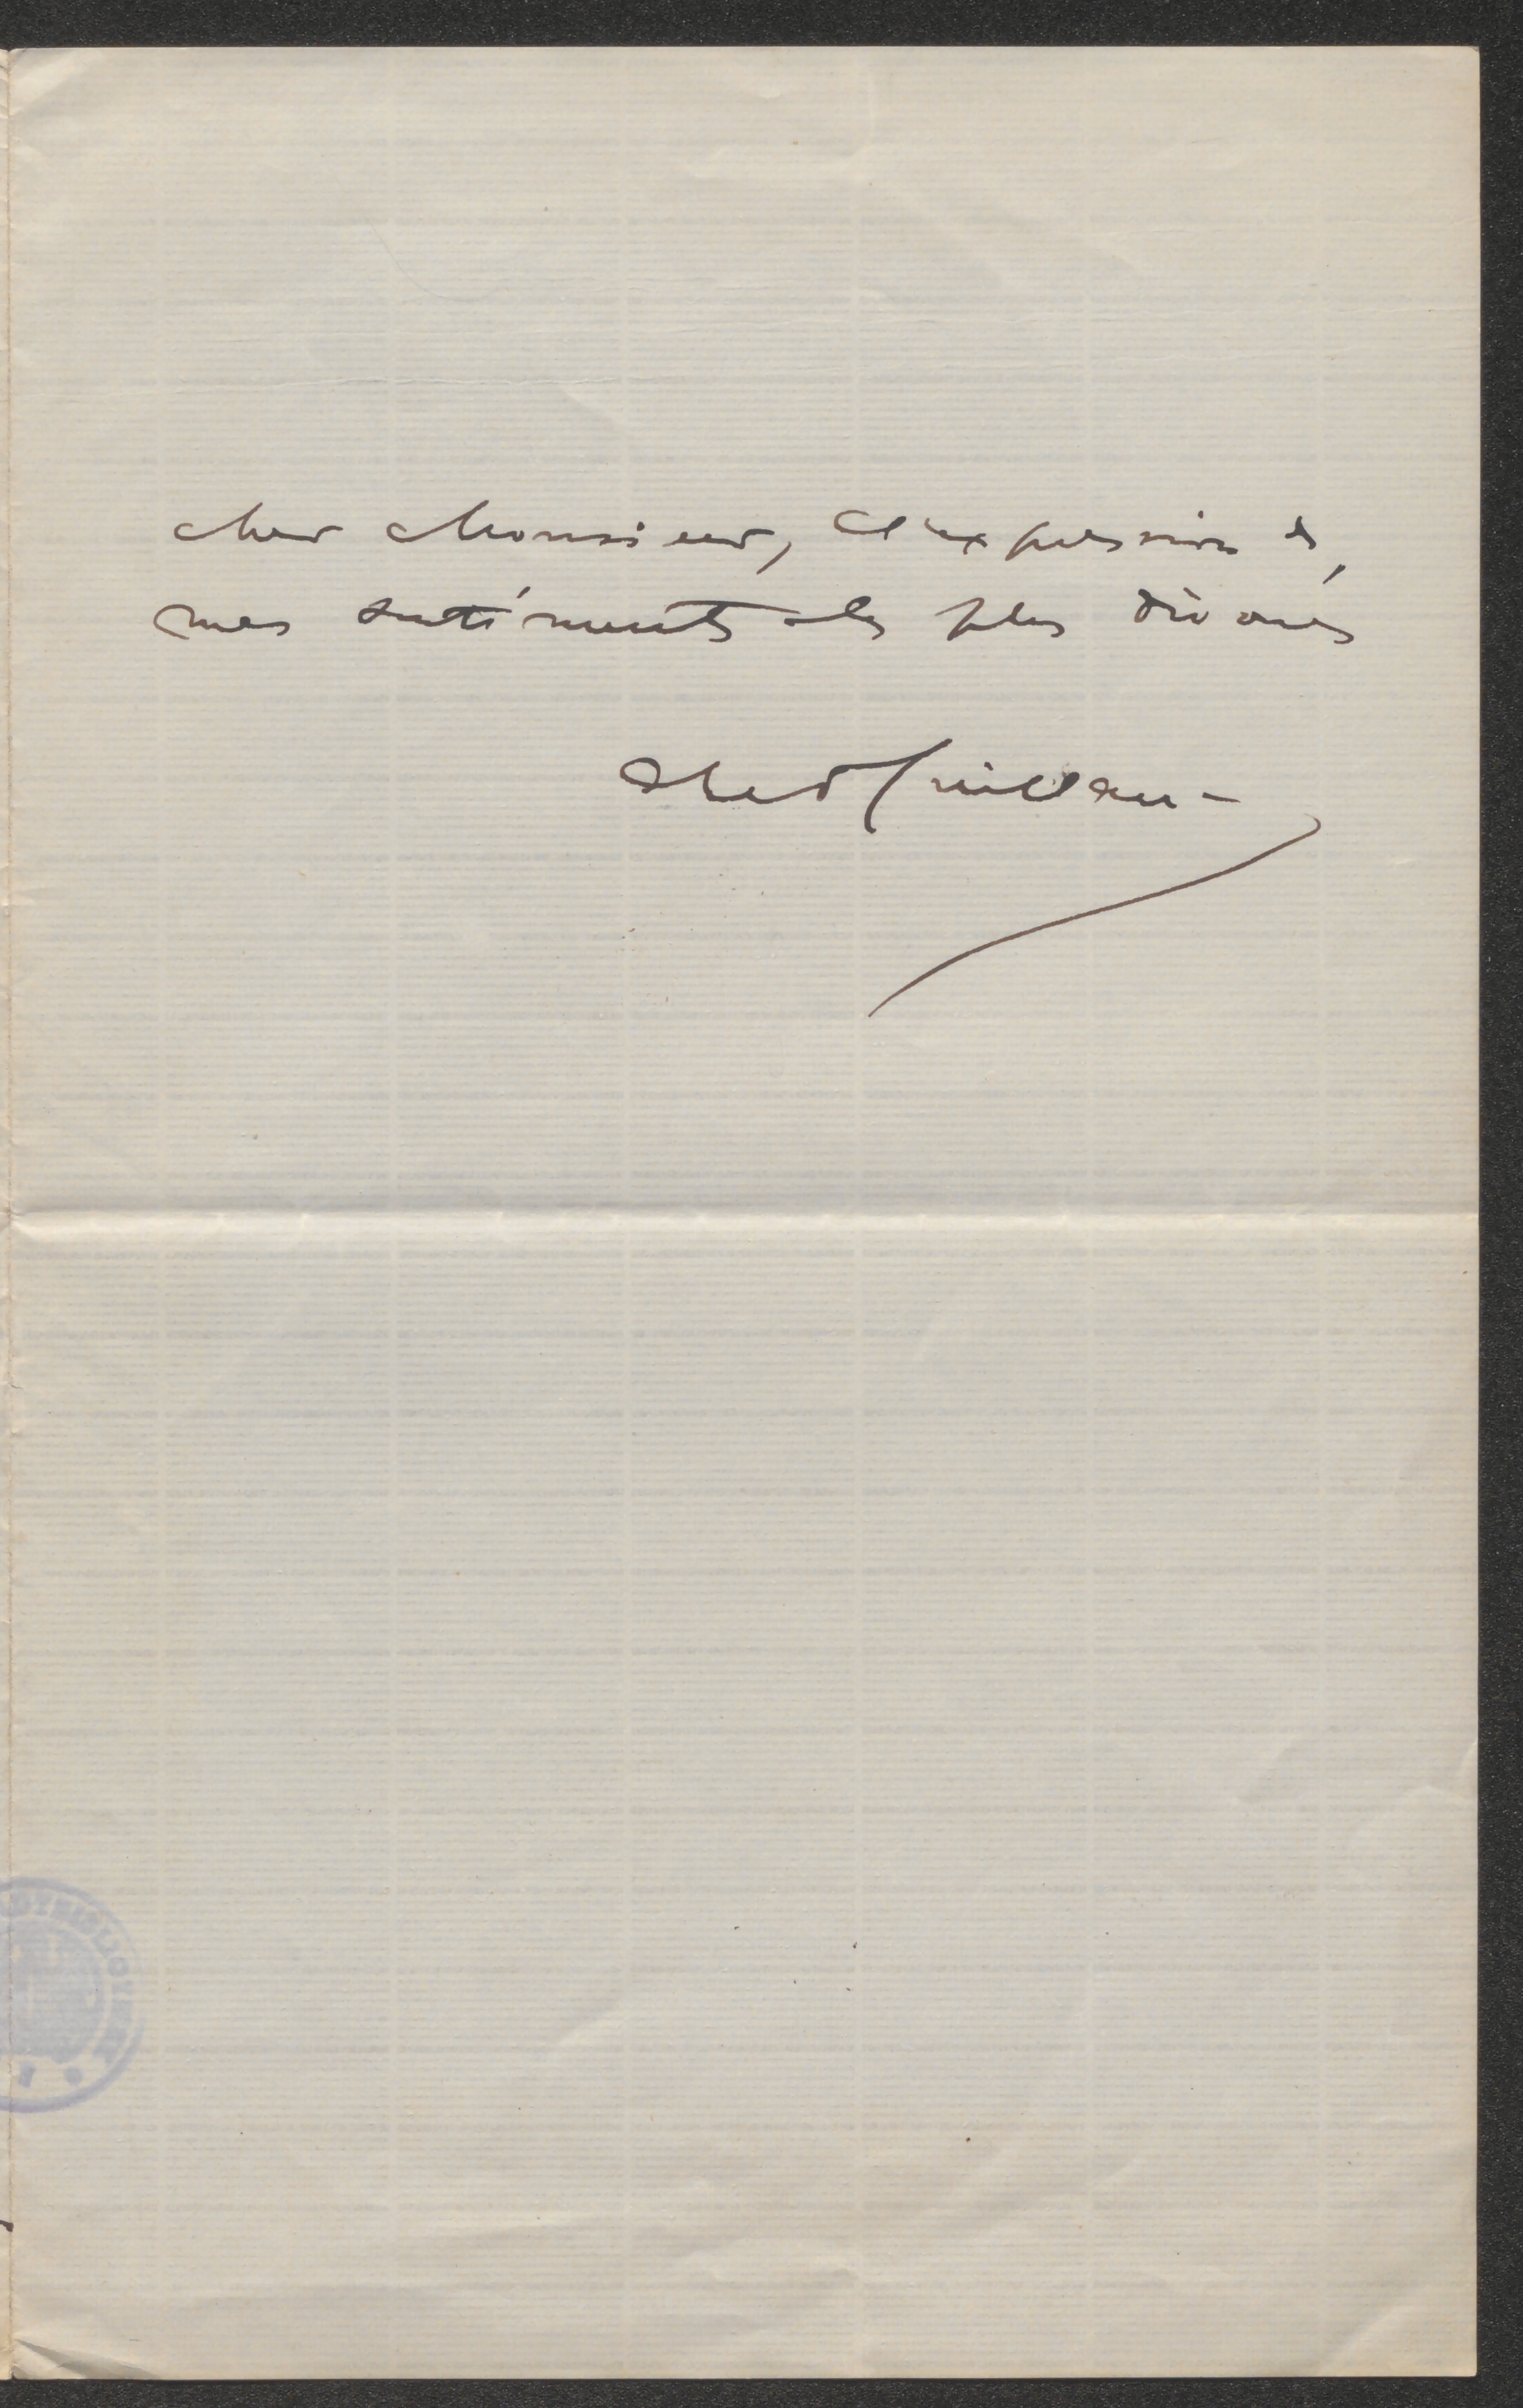 cher Monsieur, l'expression de
mes sentiments les plus dévoués